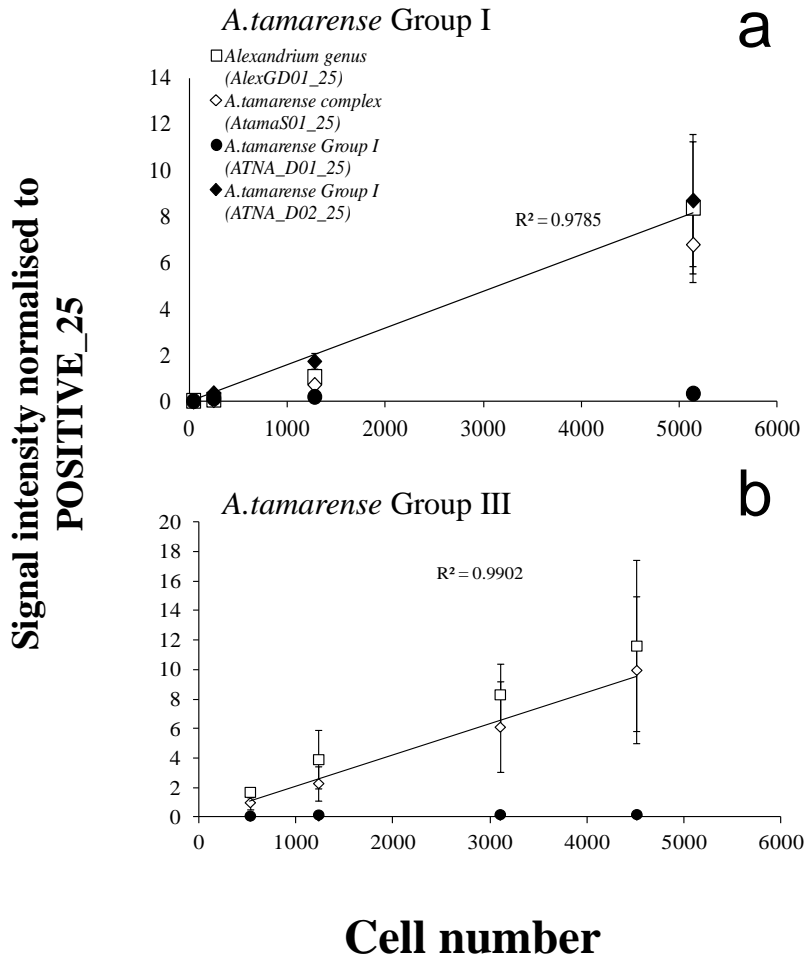 A.tamarense Group I
a
Alexandrium genus
(AlexGD01_25)
A.tamarense complex
(AtamaS01_25)
A.tamarense Group I
(ATNA_D01_25)
A.tamarense Group I
(ATNA_D02_25)
R² = 0.9785
14
12
10
8
6
4
2
0
0 1000 2000 3000 4000 5000 6000
Signal intensity normalised to
POSITIVE_25
A.tamarense Group III
b
R² = 0.9902
20
18
16
14
12
10
8
6
4
2
0
0 1000 2000 3000 4000 5000 6000
Cell number